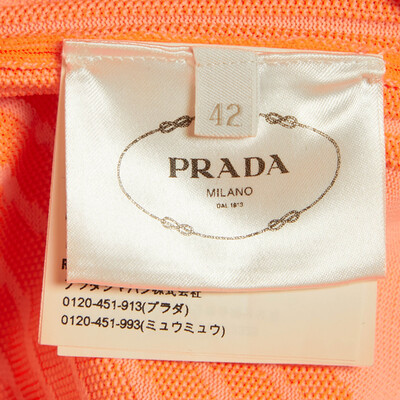 42
PRADA
MILANO
DAL 1913
プラダジャパン株式会社
0120-451-913(プラダ)
0120-451-993(ミュウミュウ)